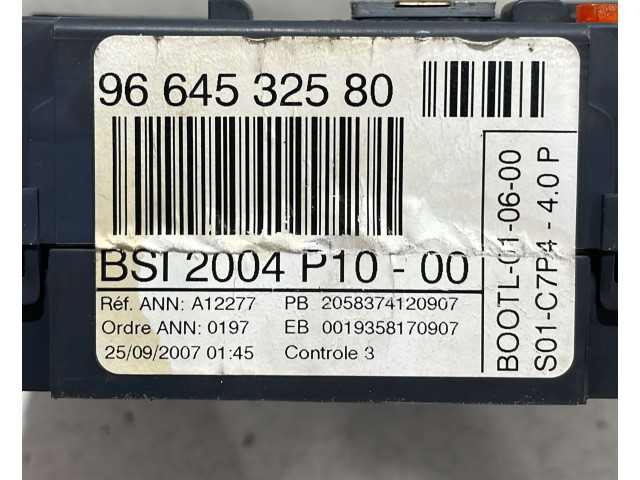 96 645 325 80
BSI 2004 P10 - 00
Réf. ANN: A12277 PB 2058374120907
Ordre ANN: 0197 EB 0019358170907
25/09/2007 01:45 Controle 3
BOOTL-01-06-00
S01-C7P4 - 4.0 P